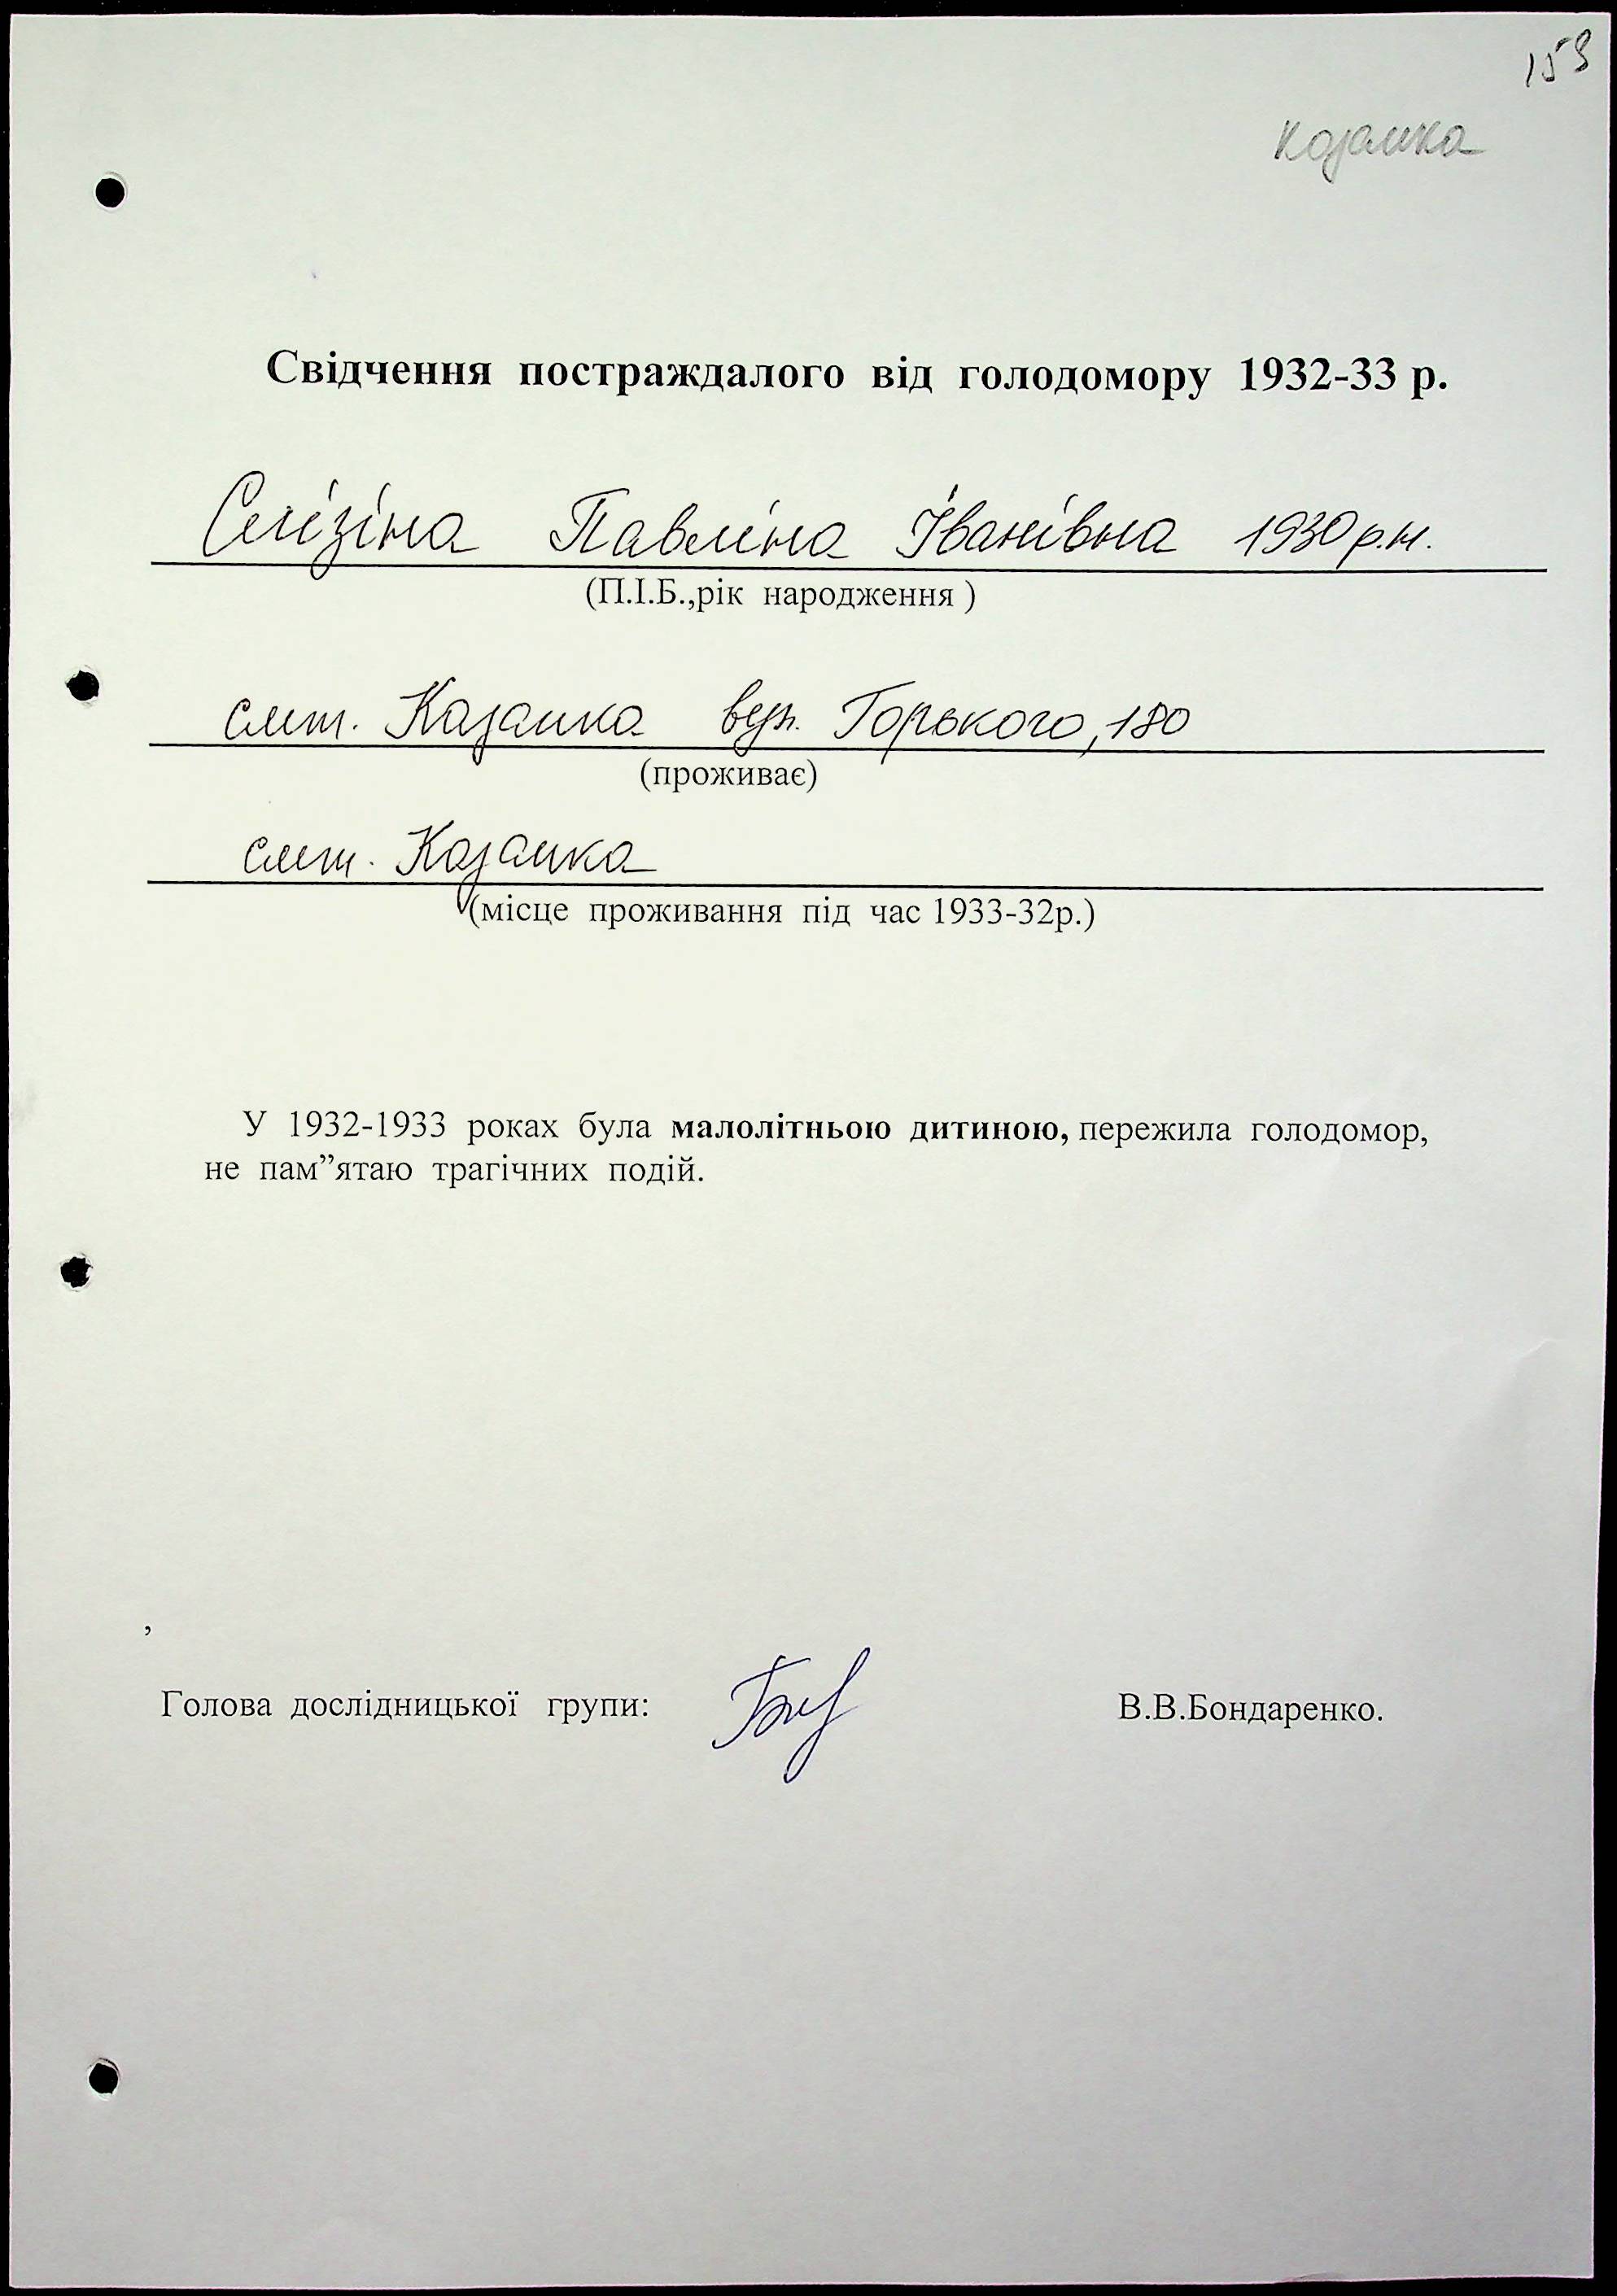 159
Казанка
Свідчення постраждалого від голодомору 1932-33 р.
Селізіна Павліна Іванівна 1930 р.н.
(П.І.Б.,рік народження )
смт. Казанка вул. Горького, 180
(проживає)
смт. Казанка
(місце проживання під час 1933-32р.)
У 1932-1933 роках була малолітньою дитиною, пережила голодомор,
не пам”ятаю трагічних подій.
,
Голова дослідницької групи:
В.В.Бондаренко.